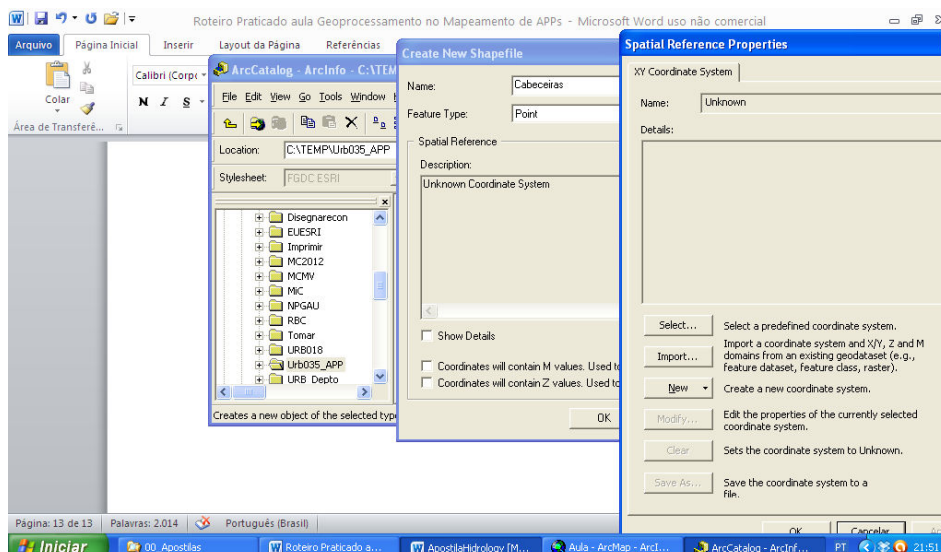 Roteiro Praticado aula Geoprocessamento no Mapeamento de APPs - Microsoft Word uso não comercial
Arquivo
Página Inicial
Inserir
Layout da Página
Referências
Colar
Área de Transferê...
Calibri (Corpo
N I S
ArcCatalog - ArcInfo - C:\TEM
File Edit View Go Tools Window
Location: C:\TEMP\Urb035_APP
Stylesheet: FGDC ESRI
Disegnarecon
EUESRI
Imprimir
MC2012
MCMV
MiC
NPGAU
RBC
Tomar
URB018
Urb035_APP
URB Depto
Creates a new object of the selected type
Create New Shapefile
Name: Cabeceiras
Feature Type: Point
Spatial Reference
Description:
Unknown Coordinate System
Show Details
Coordinates will contain M values. Used to
Coordinates will contain Z values. Used to
OK
Spatial Reference Properties
XY Coordinate System
Name: Unknown
Details:
Select... Select a predefined coordinate system.
Import... Import a coordinate system and X/Y, Z and M
domains from an existing geodataset (e.g.,
feature dataset, feature class, raster).
New Create a new coordinate system.
Modify... Edit the properties of the currently selected
coordinate system.
Clear Sets the coordinate system to Unknown.
Save As... Save the coordinate system to a
file.
OK Cancelar
Página: 13 de 13 Palavras: 2.014 Português (Brasil)
Iniciar 00_Apostilas Roteiro Praticado a... ApostilaHidrology [M... Aula - ArcMap - ArcI... ArcCatalog - ArcInf... PT 21:51